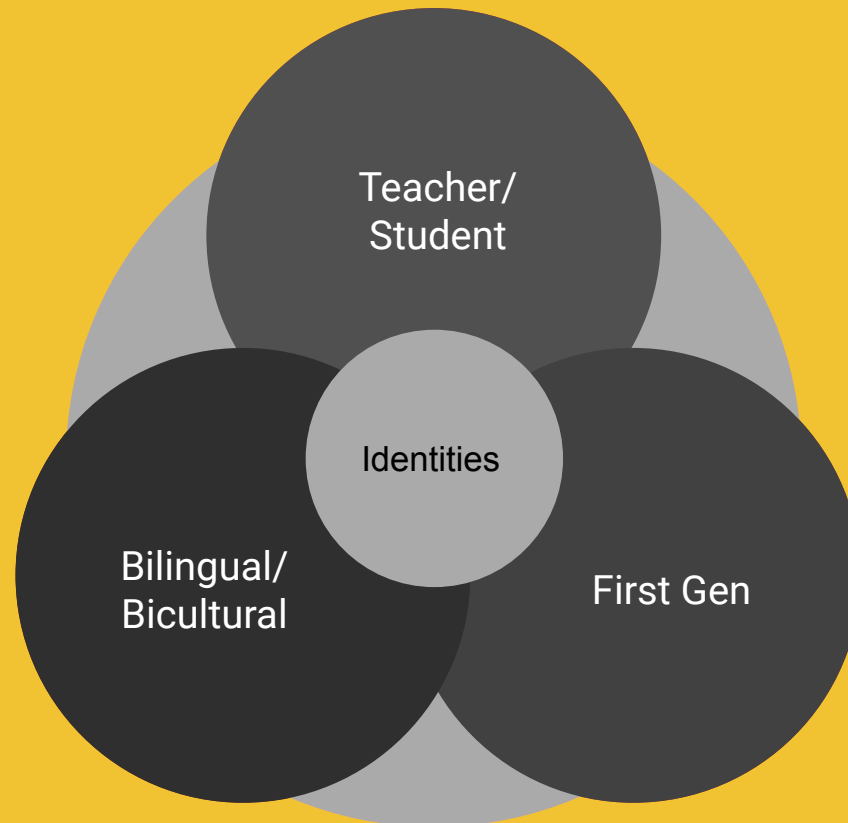 Teacher/
Student
Identities
Bilingual/
Bicultural
First Gen